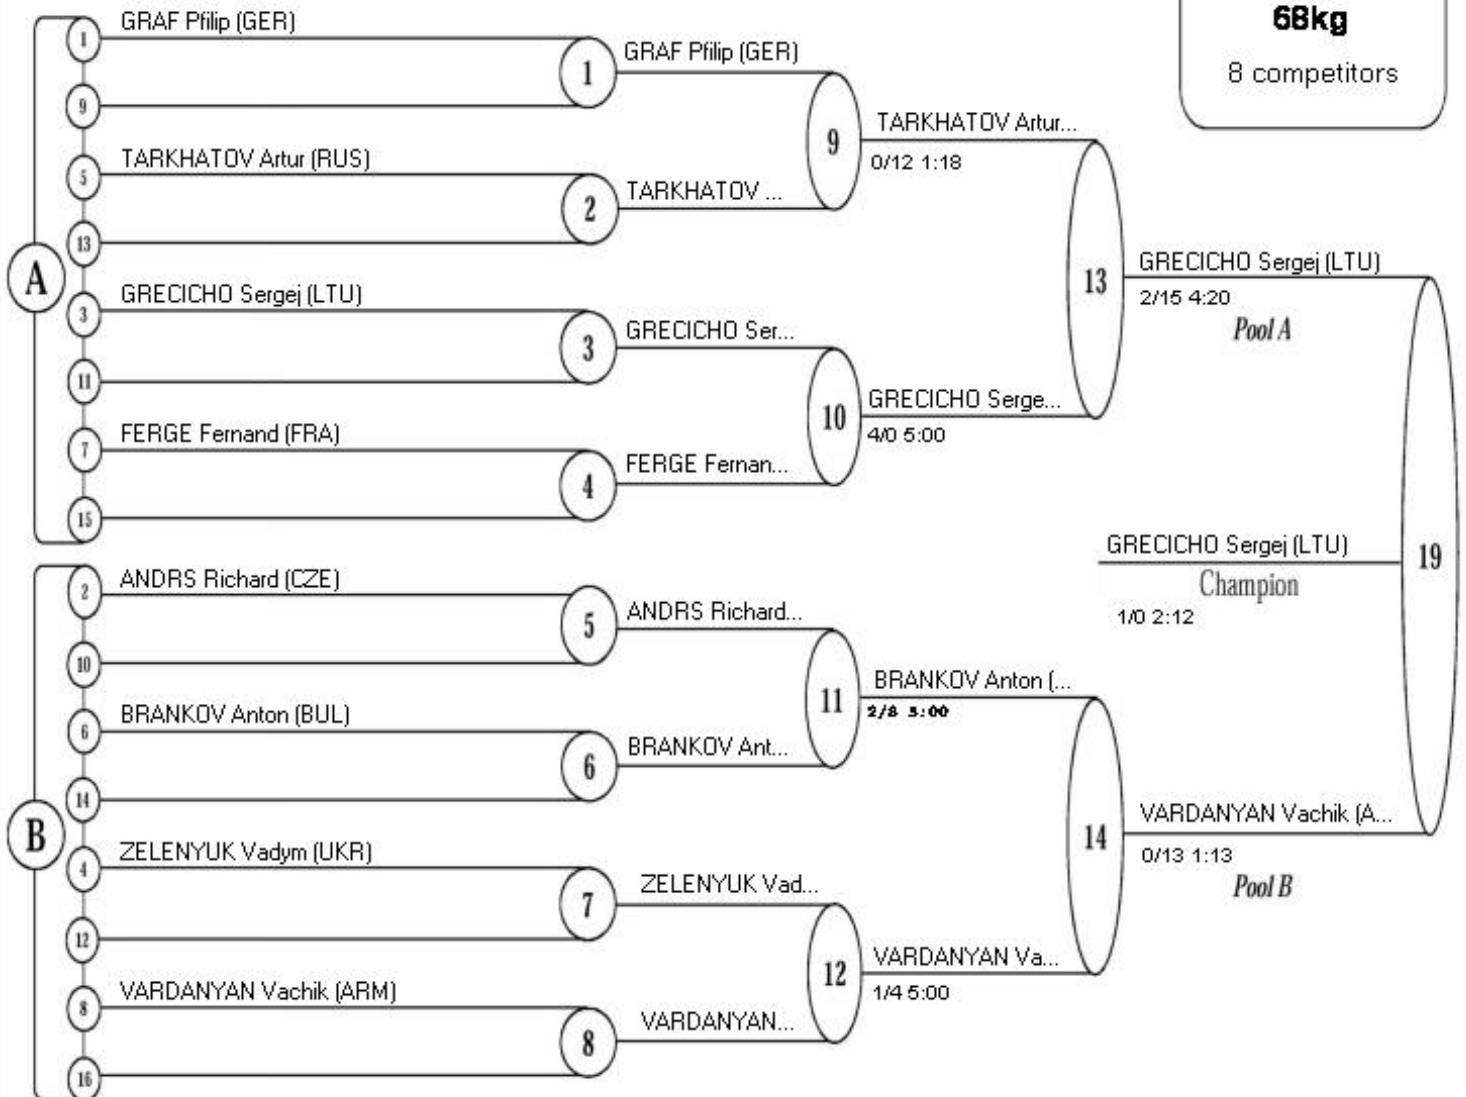 68kg
8 competitors
A
1
GRAF Pfilip (GER)
9
1
GRAF Pfilip (GER)
5
TARKHATOV Artur (RUS)
13
2
TARKHATOV ...
9
TARKHATOV Artur...
0/12 1:18
3
GRECICHO Sergej (LTU)
11
3
GRECICHO Ser...
7
FERGE Fernand (FRA)
15
4
FERGE Fernan...
10
GRECICHO Serge...
4/0 5:00
13
GRECICHO Sergej (LTU)
2/15 4:20
Pool A
B
2
ANDRS Richard (CZE)
10
5
ANDRS Richard...
6
BRANKOV Anton (BUL)
14
6
BRANKOV Ant...
11
BRANKOV Anton (...
2/8 5:00
4
ZELENYUK Vadym (UKR)
12
7
ZELENYUK Vad...
8
VARDANYAN Vachik (ARM)
16
8
VARDANYAN...
12
VARDANYAN Va...
1/4 5:00
14
VARDANYAN Vachik (A...
0/13 1:13
Pool B
19
GRECICHO Sergej (LTU)
Champion
1/0 2:12